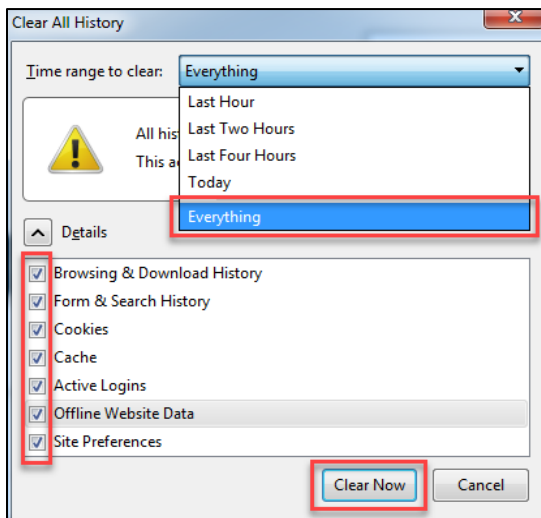 Clear All History
Time range to clear: Everything
Last Hour
All his
Last Two Hours
This a
Last Four Hours
Today
Everything
Details
Browsing & Download History
Form & Search History
Cookies
Cache
Active Logins
Offline Website Data
Site Preferences
Clear Now Cancel